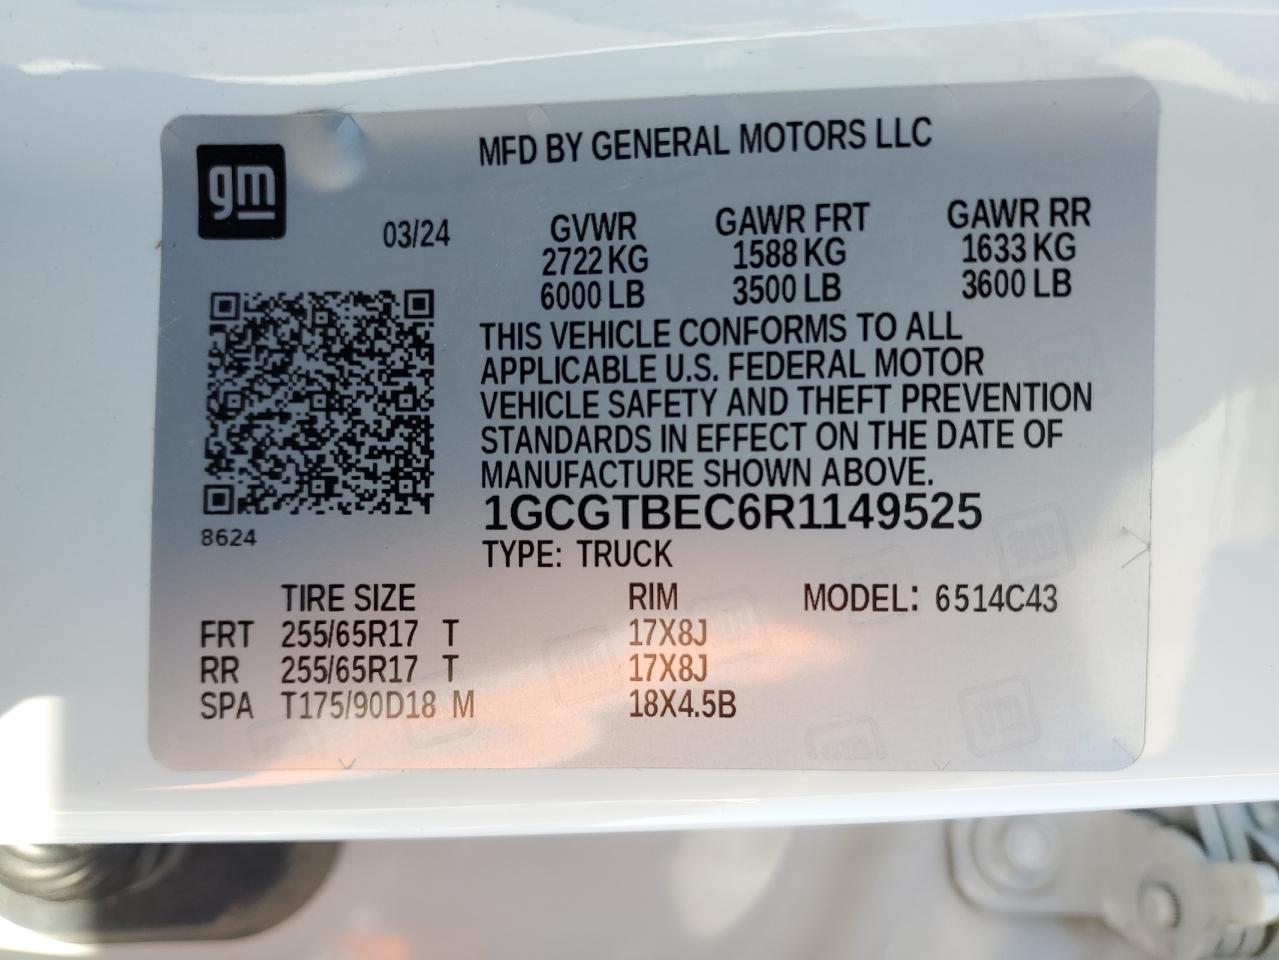 gm
MFD BY GENERAL MOTORS LLC
03/24
GVWR GAWR FRT GAWR RR
2722 KG 1588 KG 1633 KG
6000 LB 3500 LB 3600 LB
THIS VEHICLE CONFORMS TO ALL
APPLICABLE U.S. FEDERAL MOTOR
VEHICLE SAFETY AND THEFT PREVENTION
STANDARDS IN EFFECT ON THE DATE OF
MANUFACTURE SHOWN ABOVE.
1GCGTBEC6R1149525
8624
TYPE: TRUCK
TIRE SIZE RIM MODEL: 6514C43
FRT 255/65R17 T 17X8J
RR 255/65R17 T 17X8J
SPA T175/90D18 M 18X4.5B